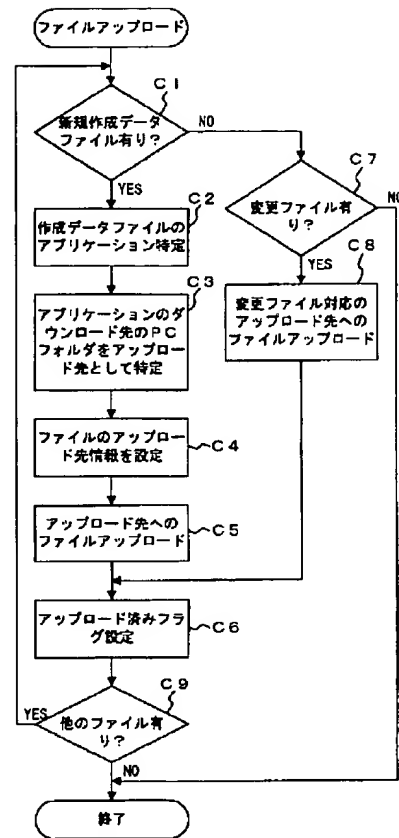 ファイルアップロード
C1
新規作成データ
ファイル有り？
NO
YES
C2
作成データファイルの
アプリケーション特定
C3
アプリケーションのダ
ウンロード先のPC
フォルダをアップロー
ド先として特定
ファイルのアップロー
ド先情報を設定
C4
アップロード先への
ファイルアップロード
C5
アップロード済みフラ
グ設定
C6
C9
YES
他のファイル有
り？
NO
終了
C7
変更ファイル有
り？
NO
YES
C8
変更ファイル対応の
アップロード先への
ファイルアップロード